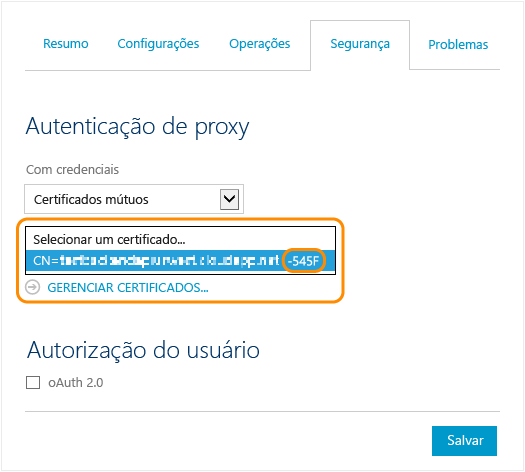 Resumo Configurações Operações Segurança Problemas
Autenticação de proxy
Com credenciais
Certificados mútuos
Selecionar um certificado...
CN= -545F
GERENCIAR CERTIFICADOS...
Autorização do usuário
oAuth 2.0
Salvar